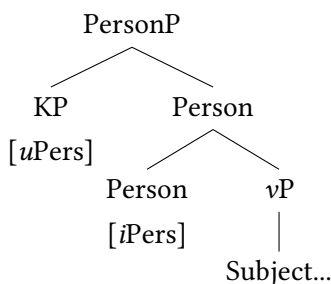 PersonP
KP Person
[uPers]
Person vP
[iPers]
Subject...